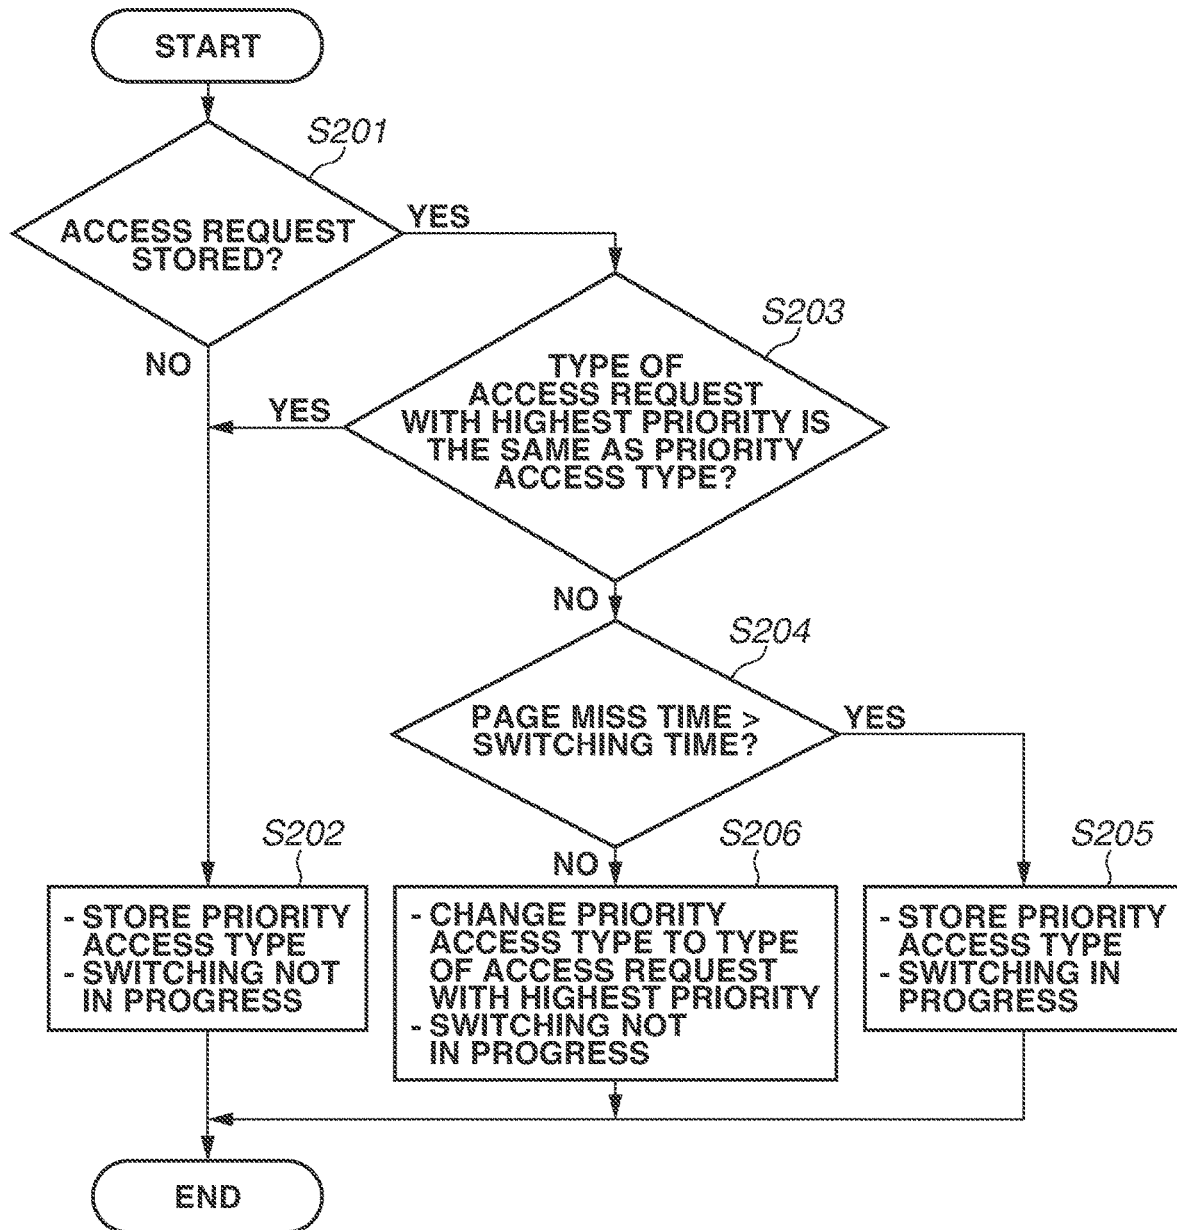 START
S201
ACCESS REQUEST
STORED?
YES
NO
S203
TYPE OF
ACCESS REQUEST
WITH HIGHEST PRIORITY IS
THE SAME AS PRIORITY
ACCESS TYPE?
YES
NO
S204
PAGE MISS TIME >
SWITCHING TIME?
YES
NO
S202
- STORE PRIORITY
ACCESS TYPE
- SWITCHING NOT
IN PROGRESS
S206
- CHANGE PRIORITY
ACCESS TYPE TO TYPE
OF ACCESS REQUEST
WITH HIGHEST PRIORITY
- SWITCHING NOT
IN PROGRESS
S205
- STORE PRIORITY
ACCESS TYPE
- SWITCHING IN
PROGRESS
END